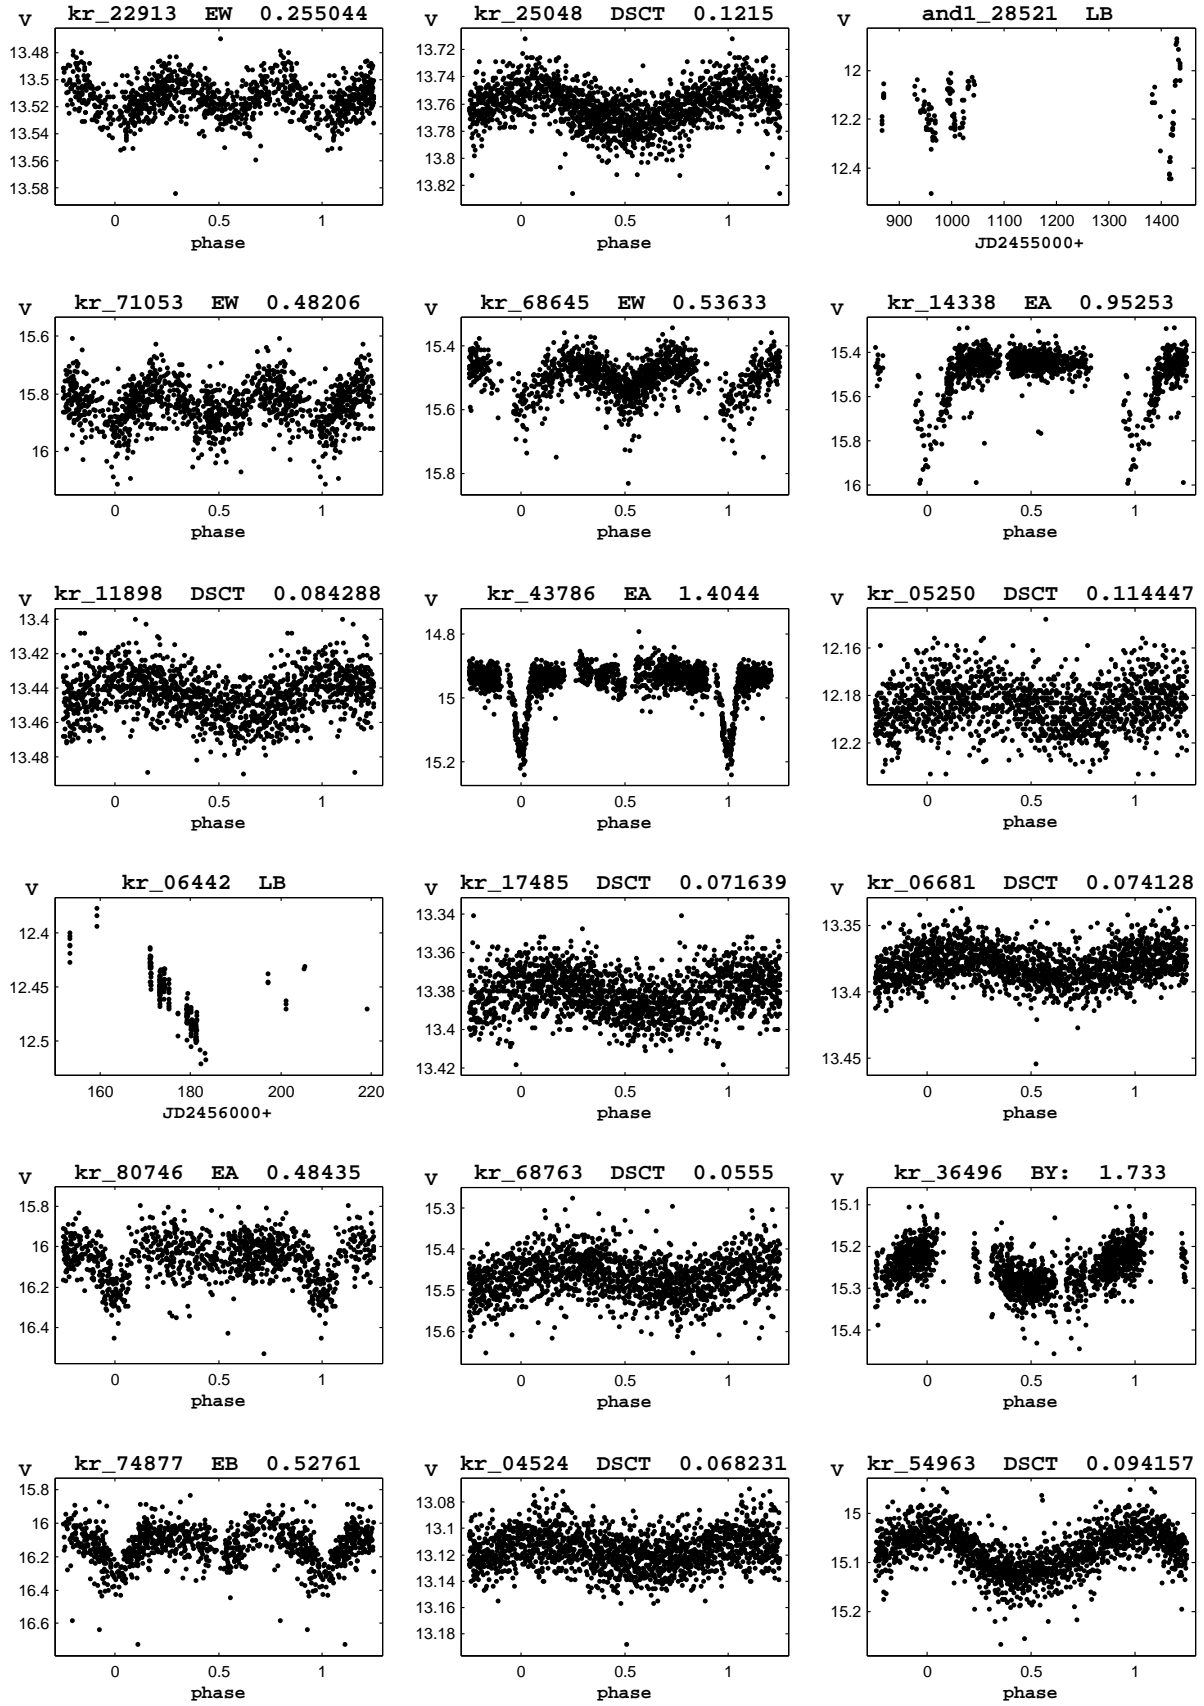 kr_22913 EW 0.255044
V
13.48
13.5
13.52
13.54
13.56
13.58
0 0.5 1
phase
kr_25048 DSCT 0.1215
V
13.72
13.74
13.76
13.78
13.8
13.82
0 0.5 1
phase
and1_28521 LB
V
12
12.2
12.4
900 1000 1100 1200 1300 1400
JD2455000+
kr_71053 EW 0.48206
V
15.6
15.8
16
0 0.5 1
phase
kr_68645 EW 0.53633
V
15.4
15.6
15.8
0 0.5 1
phase
kr_14338 EA 0.95253
V
15.4
15.6
15.8
16
0 0.5 1
phase
kr_11898 DSCT 0.084288
V
13.4
13.42
13.44
13.46
13.48
0 0.5 1
phase
kr_43786 EA 1.4044
V
14.8
15
15.2
0 0.5 1
phase
kr_05250 DSCT 0.114447
V
12.16
12.18
12.2
0 0.5 1
phase
kr_06442 LB
V
12.4
12.45
12.5
160 180 200 220
JD2456000+
kr_17485 DSCT 0.071639
V
13.34
13.36
13.38
13.4
13.42
0 0.5 1
phase
kr_06681 DSCT 0.074128
V
13.35
13.4
13.45
0 0.5 1
phase
kr_80746 EA 0.48435
V
15.8
16
16.2
16.4
0 0.5 1
phase
kr_68763 DSCT 0.0555
V
15.3
15.4
15.5
15.6
0 0.5 1
phase
kr_36496 BY: 1.733
V
15.1
15.2
15.3
15.4
0 0.5 1
phase
kr_74877 EB 0.52761
V
15.8
16
16.2
16.4
16.6
0 0.5 1
phase
kr_04524 DSCT 0.068231
V
13.08
13.1
13.12
13.14
13.16
13.18
0 0.5 1
phase
kr_54963 DSCT 0.094157
V
15
15.1
15.2
0 0.5 1
phase